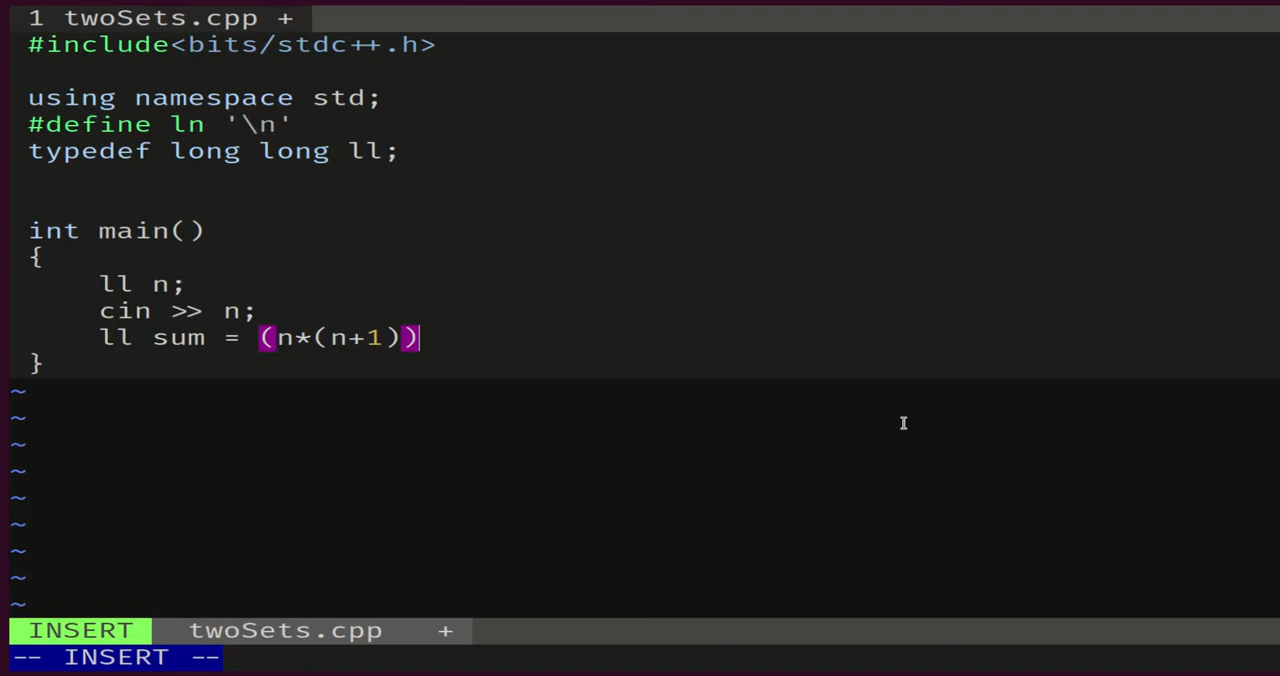 1 twoSets.cpp +
#include<bits/stdc++.h>
using namespace std;
#define ln '\n'
typedef long long ll;
int main()
{
    ll n;
    cin >> n;
    ll sum = (n*(n+1))
}
~
~
~
~
~
~
~
~
~
INSERT twoSets.cpp +
-- INSERT --